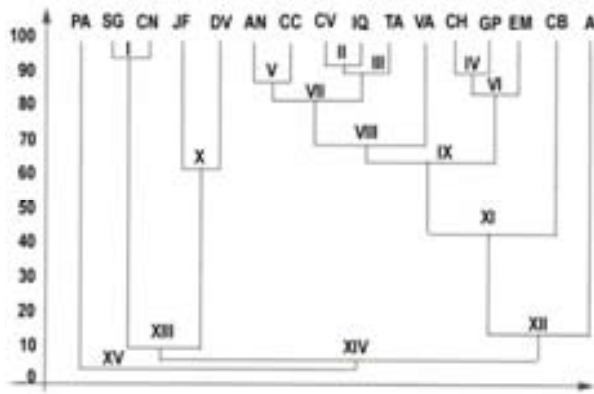 100 PA SG CN JF DV AN CC CV IQ TA VA CH GP EM CB A
I II III IV
90 V VI
VII
80
70 VIII
X IX
60
50
XI
40
30
20
XIII XII
10 XV XIV
0